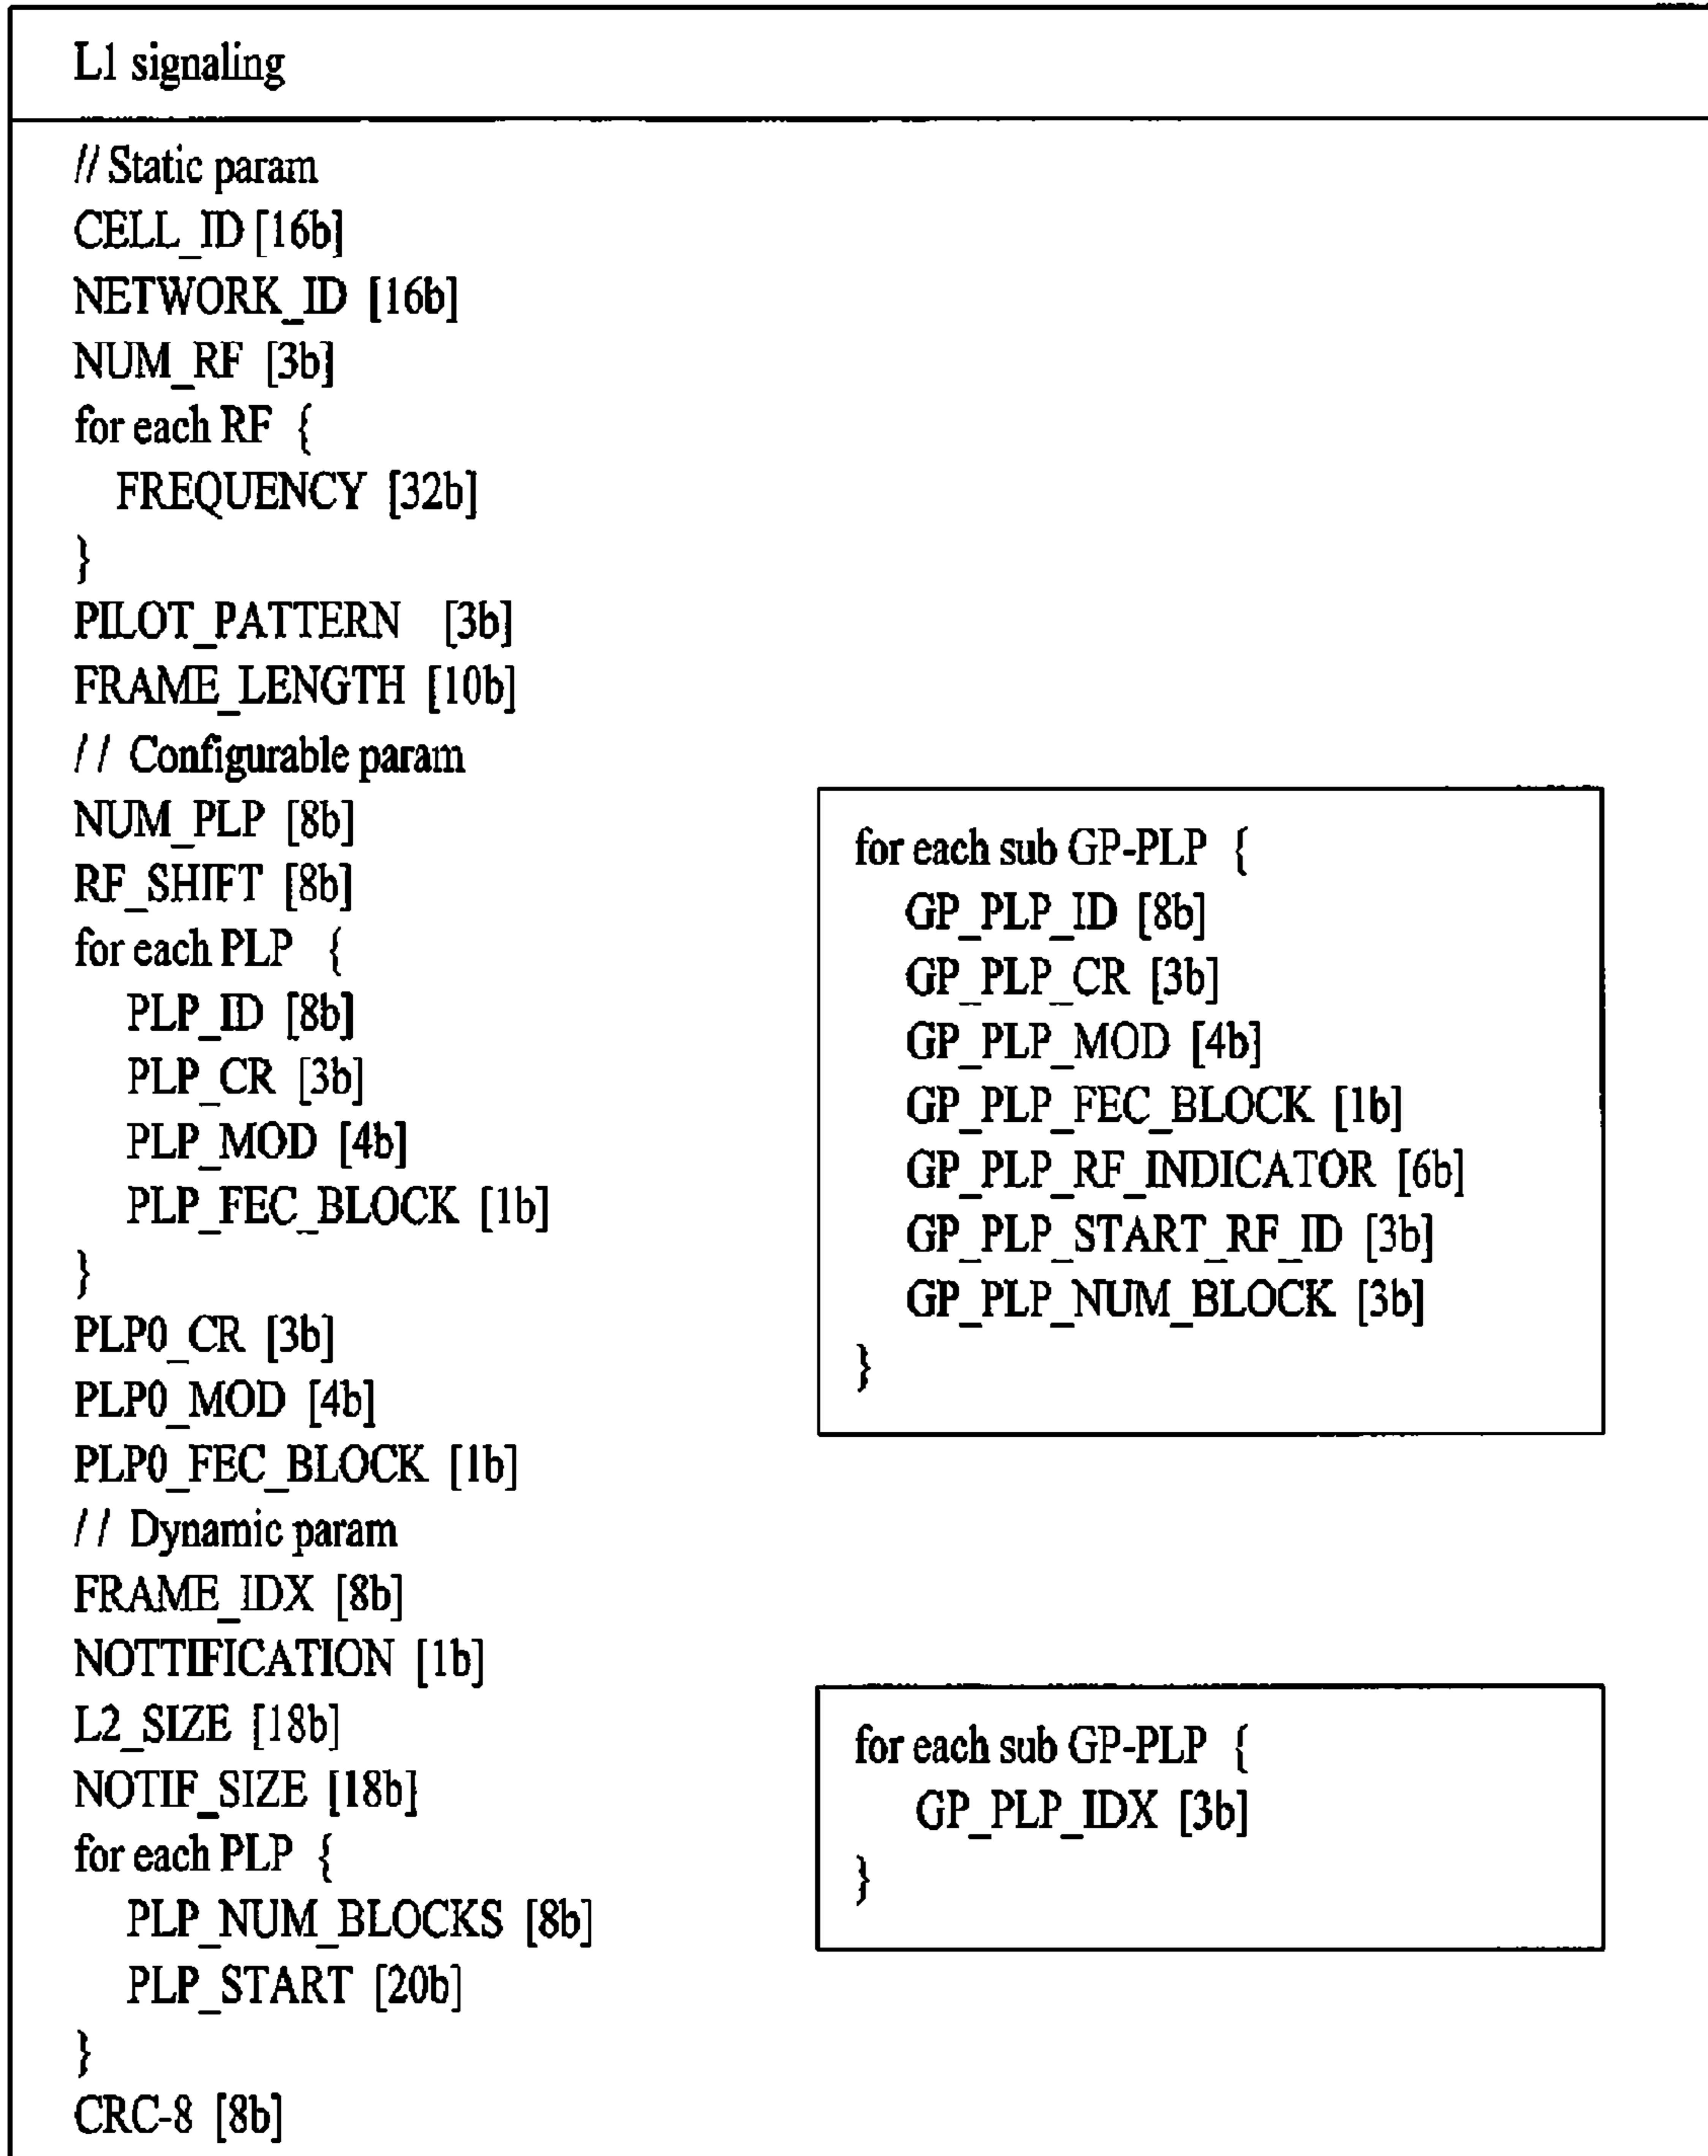 L1 signaling
// Static param
CELL_ID [16b]
NETWORK_ID [16b]
NUM_RF [3b]
for each RF {
FREQUENCY [32b]
}
PILOT_PATTERN [3b]
FRAME_LENGTH [10b]
// Configurable param
NUM_PLP [8b]
RF_SHIFT [8b]
for each PLP {
PLP_ID [8b]
PLP_CR [3b]
PLP_MOD [4b]
PLP_FEC_BLOCK [1b]
}
PLP0_CR [3b]
PLP0_MOD [4b]
PLP0_FEC_BLOCK [1b]
// Dynamic param
FRAME_IDX [8b]
NOTTIFICATION [1b]
L2_SIZE [18b]
NOTIF_SIZE [18b]
for each PLP {
PLP_NUM_BLOCKS [8b]
PLP_START [20b]
}
CRC-8 [8b]
for each sub GP-PLP {
GP_PLP_ID [8b]
GP_PLP_CR [3b]
GP_PLP_MOD [4b]
GP_PLP_FEC_BLOCK [1b]
GP_PLP_RF_INDICATOR [6b]
GP_PLP_START_RF_ID [3b]
GP_PLP_NUM_BLOCK [3b]
}
for each sub GP-PLP {
GP_PLP_IDX [3b]
}